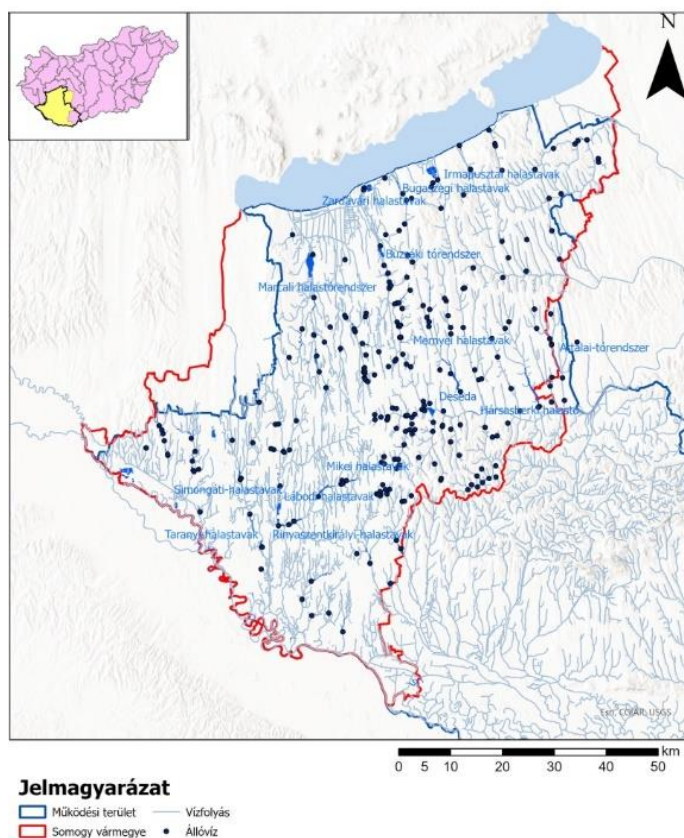 N
Irmapusztai halastavak
Bugaszegi halastavak
Zardavári halastavak
Buzsáki tórendszer
Marcali halastórendszer
Mernyei halastavak
Attalai-tórendszer
Deseda
Hársasberki halastó
Mikei halastavak
Simongáti-halastavak
Lábodi-halastavak
Taranyi-halastavak
Rinyaszentkirályi-halastavak
Esri, CGIAR, USGS
km
0 5 10 20 30 40 50
Jelmagyarázat
Működési terület
Vízfolyás
Somogy vármegye
Állóvíz